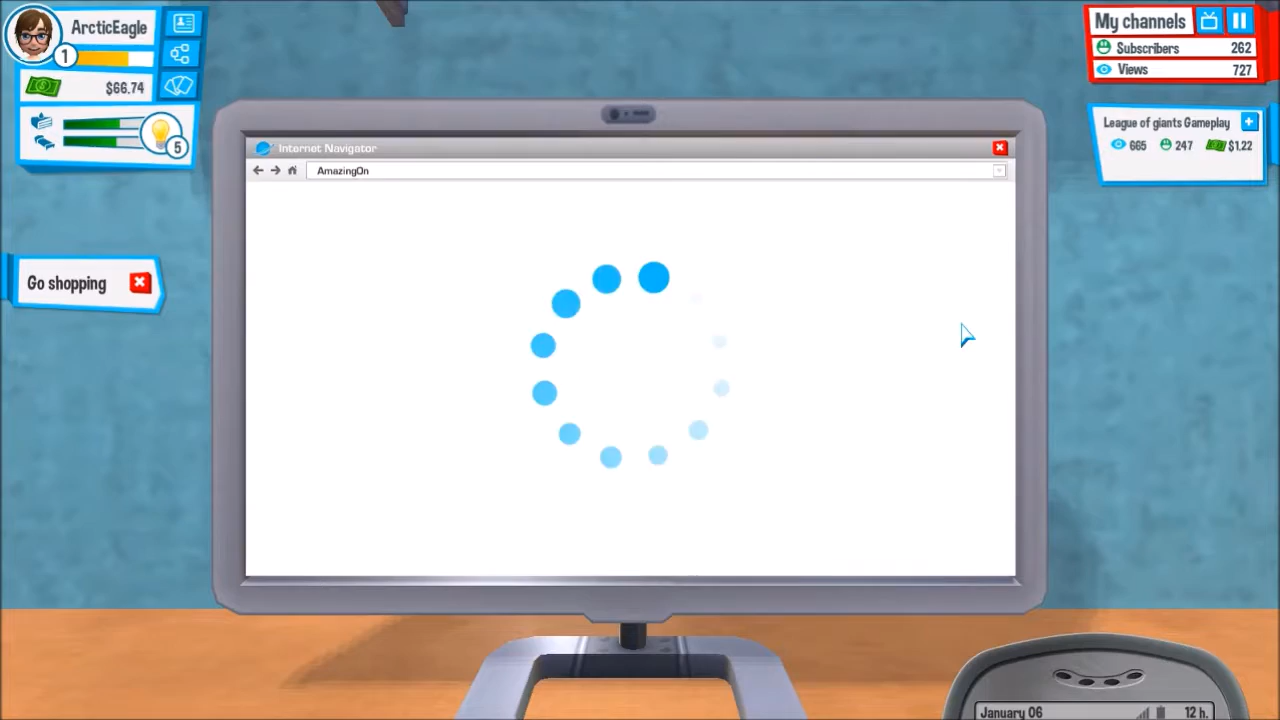 ArcticEagle
1
$66.74
5
Go shopping
Internet Navigator
AmazingOn
My channels
Subscribers 262
Views 727
League of giants Gameplay
665 247 $1.22
January 06 12 h.